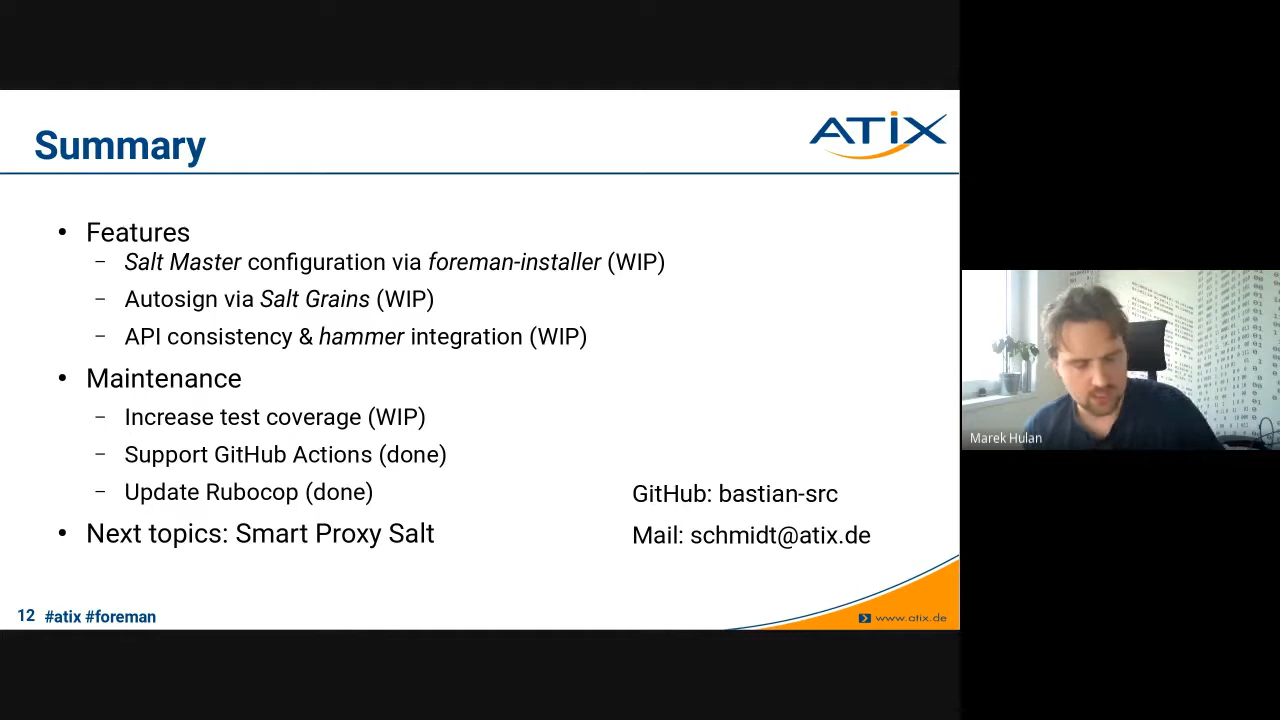 Summary
ATIX
• Features
– Salt Master configuration via foreman-installer (WIP)
– Autosign via Salt Grains (WIP)
– API consistency & hammer integration (WIP)
• Maintenance
– Increase test coverage (WIP)
– Support GitHub Actions (done)
– Update Rubocop (done)
• Next topics: Smart Proxy Salt
GitHub: bastian-src
Mail: schmidt@atix.de
12 #atix #foreman
www.atix.de
Marek Hulan